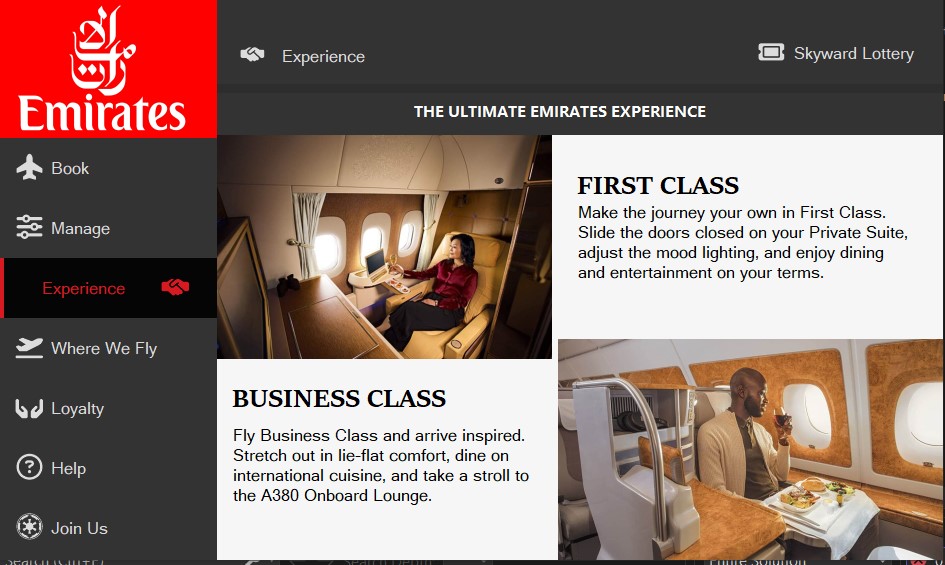 Emirates
Experience
Skyward Lottery
THE ULTIMATE EMIRATES EXPERIENCE
Book
Manage
Experience
Where We Fly
Loyalty
Help
Join Us
FIRST CLASS
Make the journey your own in First Class.
Slide the doors closed on your Private Suite,
adjust the mood lighting, and enjoy dining
and entertainment on your terms.
BUSINESS CLASS
Fly Business Class and arrive inspired.
Stretch out in lie-flat comfort, dine on
international cuisine, and take a stroll to
the A380 Onboard Lounge.
Entire Solution